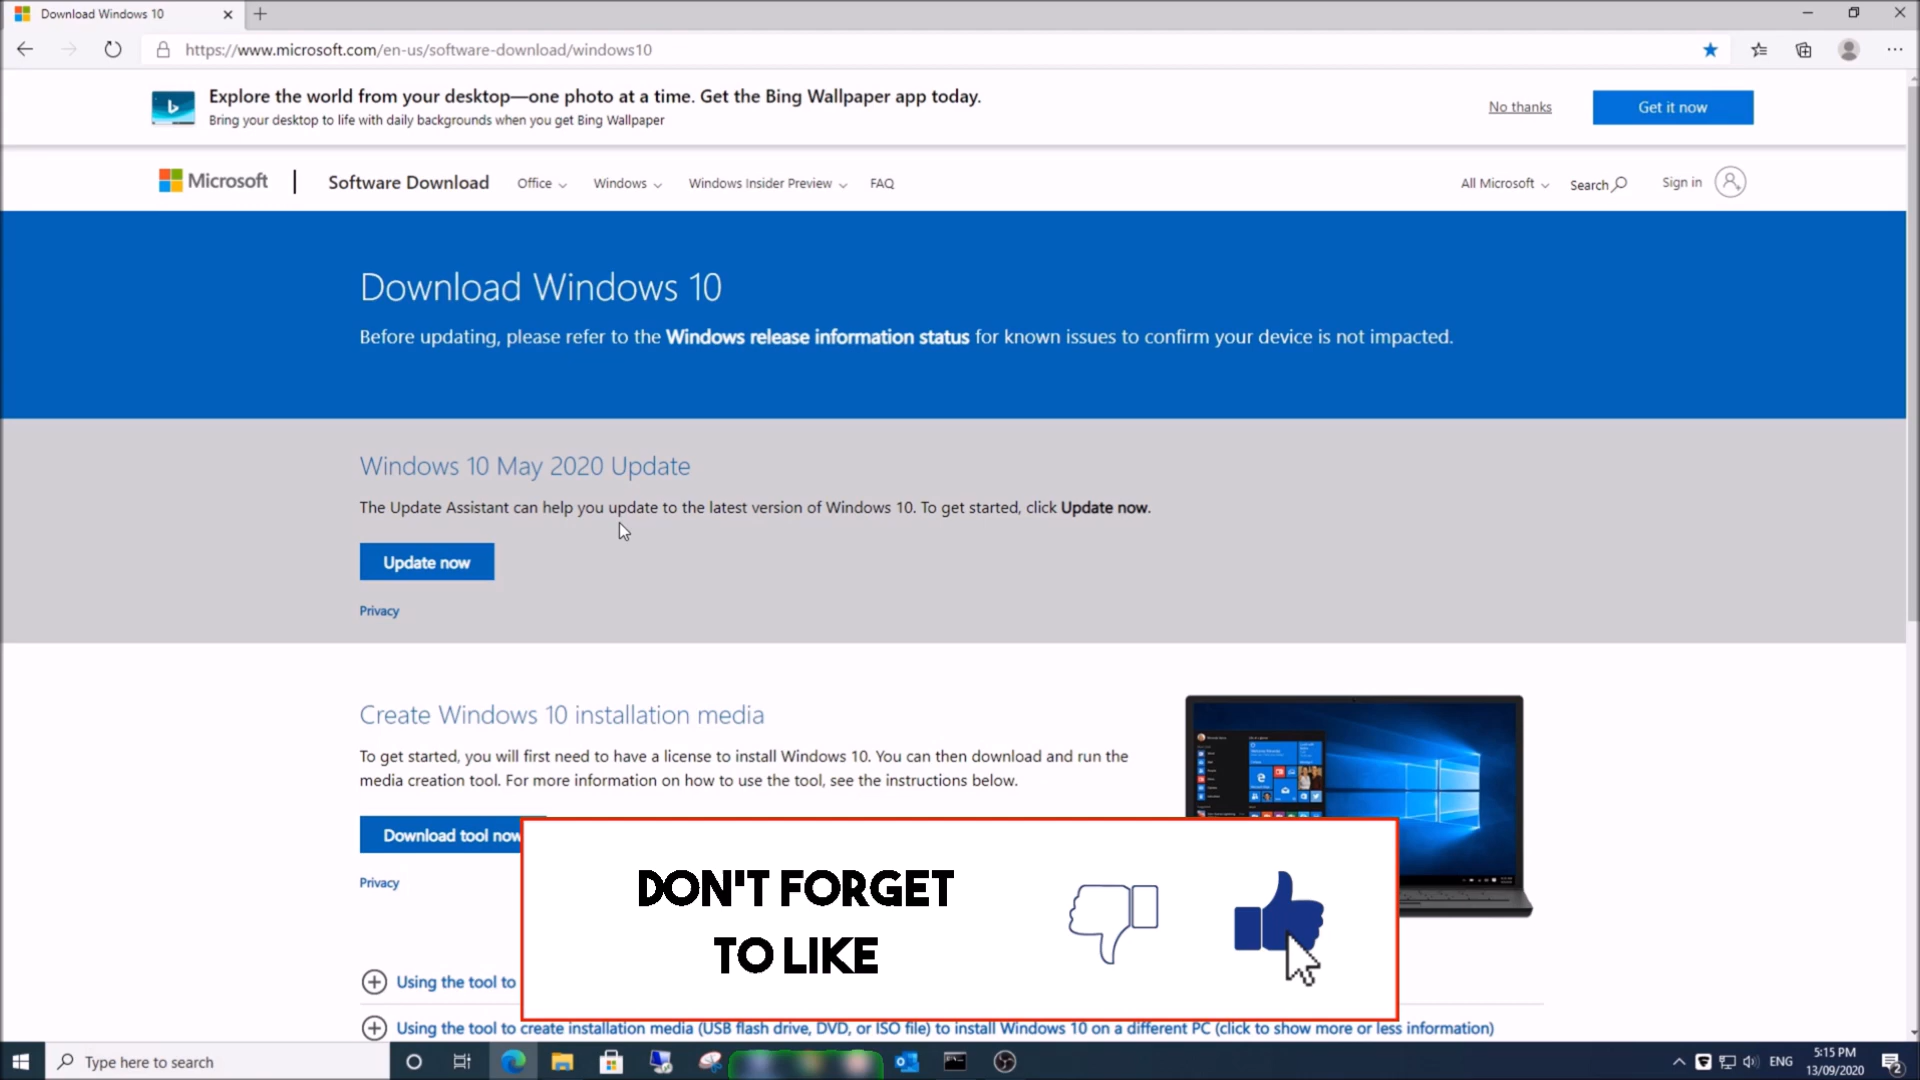 Download Windows 10
https://www.microsoft.com/en-us/software-download/windows10
Explore the world from your desktop—one photo at a time. Get the Bing Wallpaper app today.
Bring your desktop to life with daily backgrounds when you get Bing Wallpaper
No thanks
Get it now
Microsoft
Software Download
Office
Windows
Windows Insider Preview
FAQ
All Microsoft
Search
Sign in
Download Windows 10
Before updating, please refer to the Windows release information status for known issues to confirm your device is not impacted.
Windows 10 May 2020 Update
The Update Assistant can help you update to the latest version of Windows 10. To get started, click Update now.
Update now
Privacy
Create Windows 10 installation media
To get started, you will first need to have a license to install Windows 10. You can then download and run the
media creation tool. For more information on how to use the tool, see the instructions below.
Download tool now
Privacy
DON'T FORGET
TO LIKE
Using the tool to
Using the tool to create installation media (USB flash drive, DVD, or ISO file) to install Windows 10 on a different PC (click to show more or less information)
Type here to search
ENG
5:15 PM
13/09/2020
2